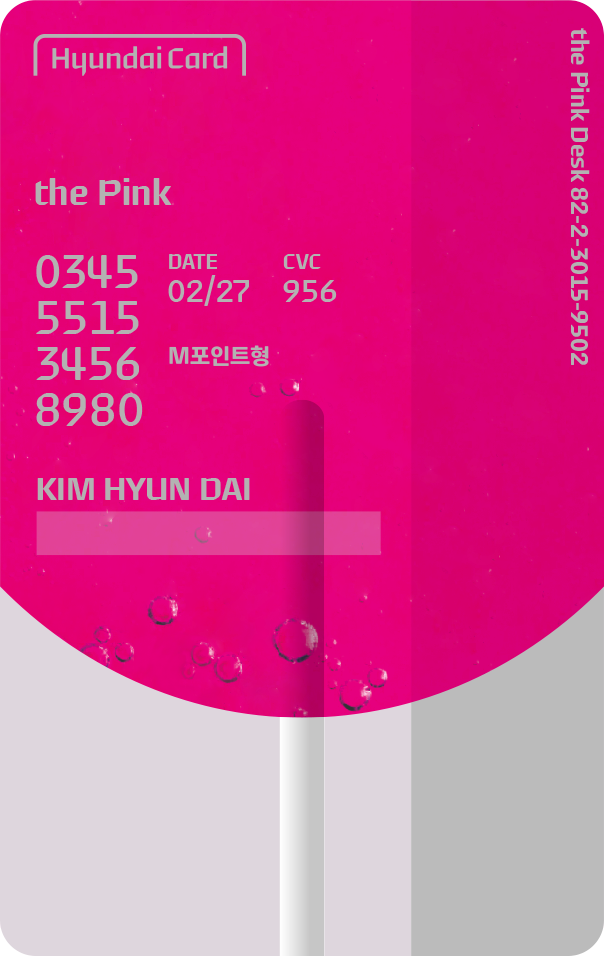 Hyundai Card
the Pink Desk 82-2-3015-9502
the Pink
0345
5515
3456
8980
DATE
02/27
CVC
956
M포인트형
KIM HYUN DAI